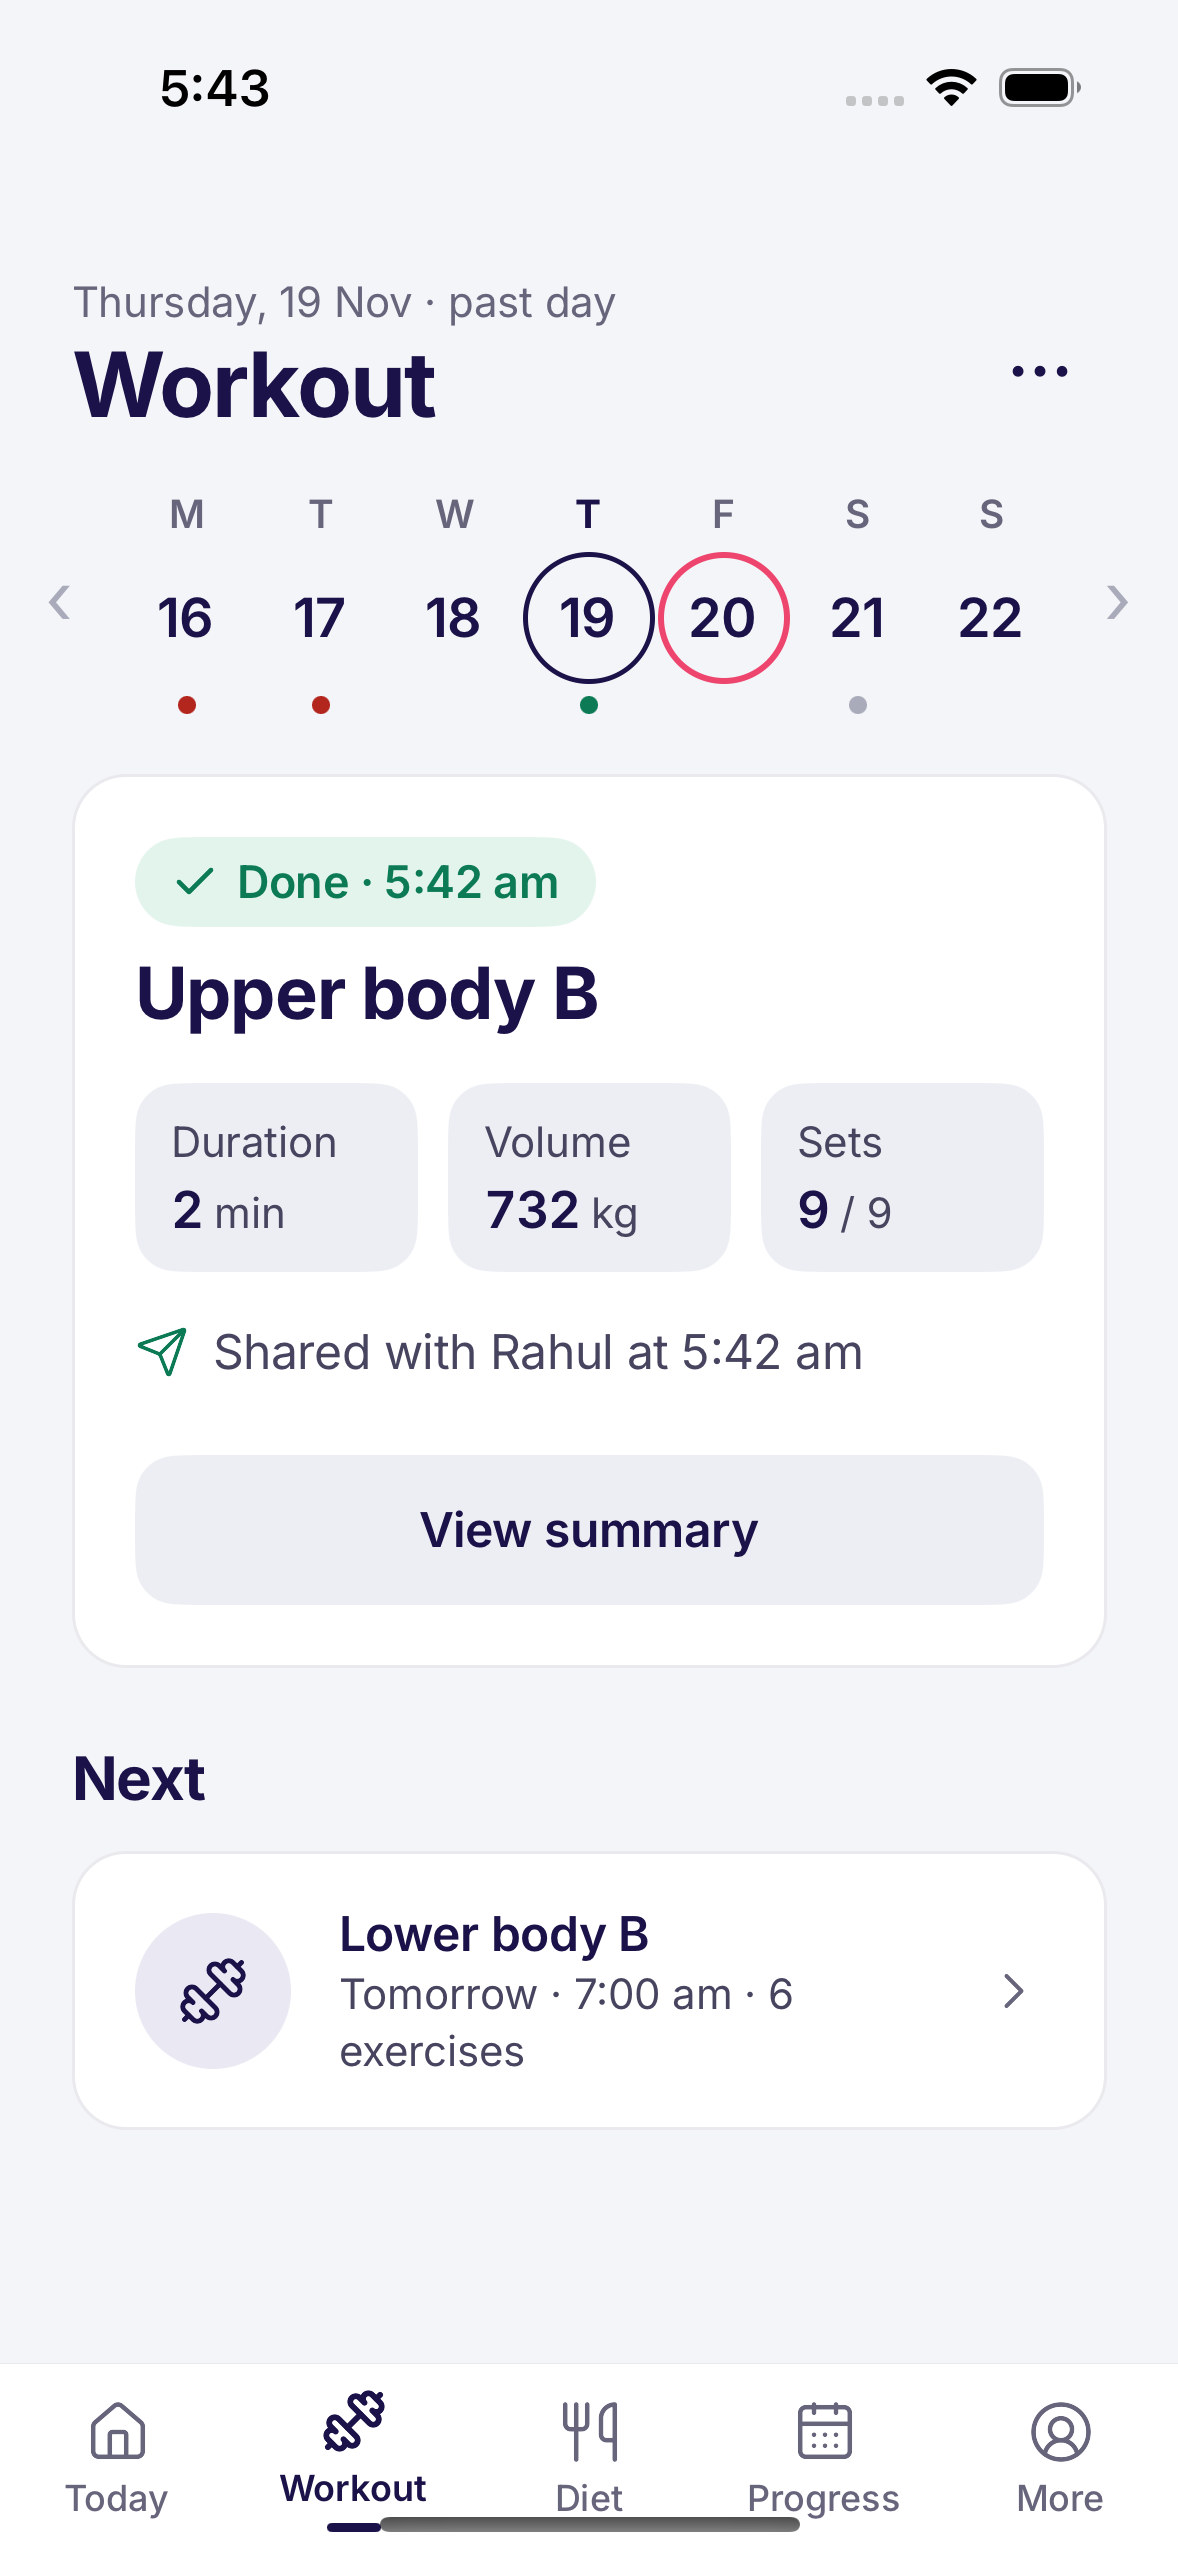 5:43
Thursday, 19 Nov · past day
Workout
M T W T F S S
16 17 18 19 20 21 22
Done · 5:42 am
Upper body B
Duration Volume Sets
2 min 732 kg 9 / 9
Shared with Rahul at 5:42 am
View summary
Next
Lower body B
Tomorrow · 7:00 am · 6
exercises
Today Workout Diet Progress More